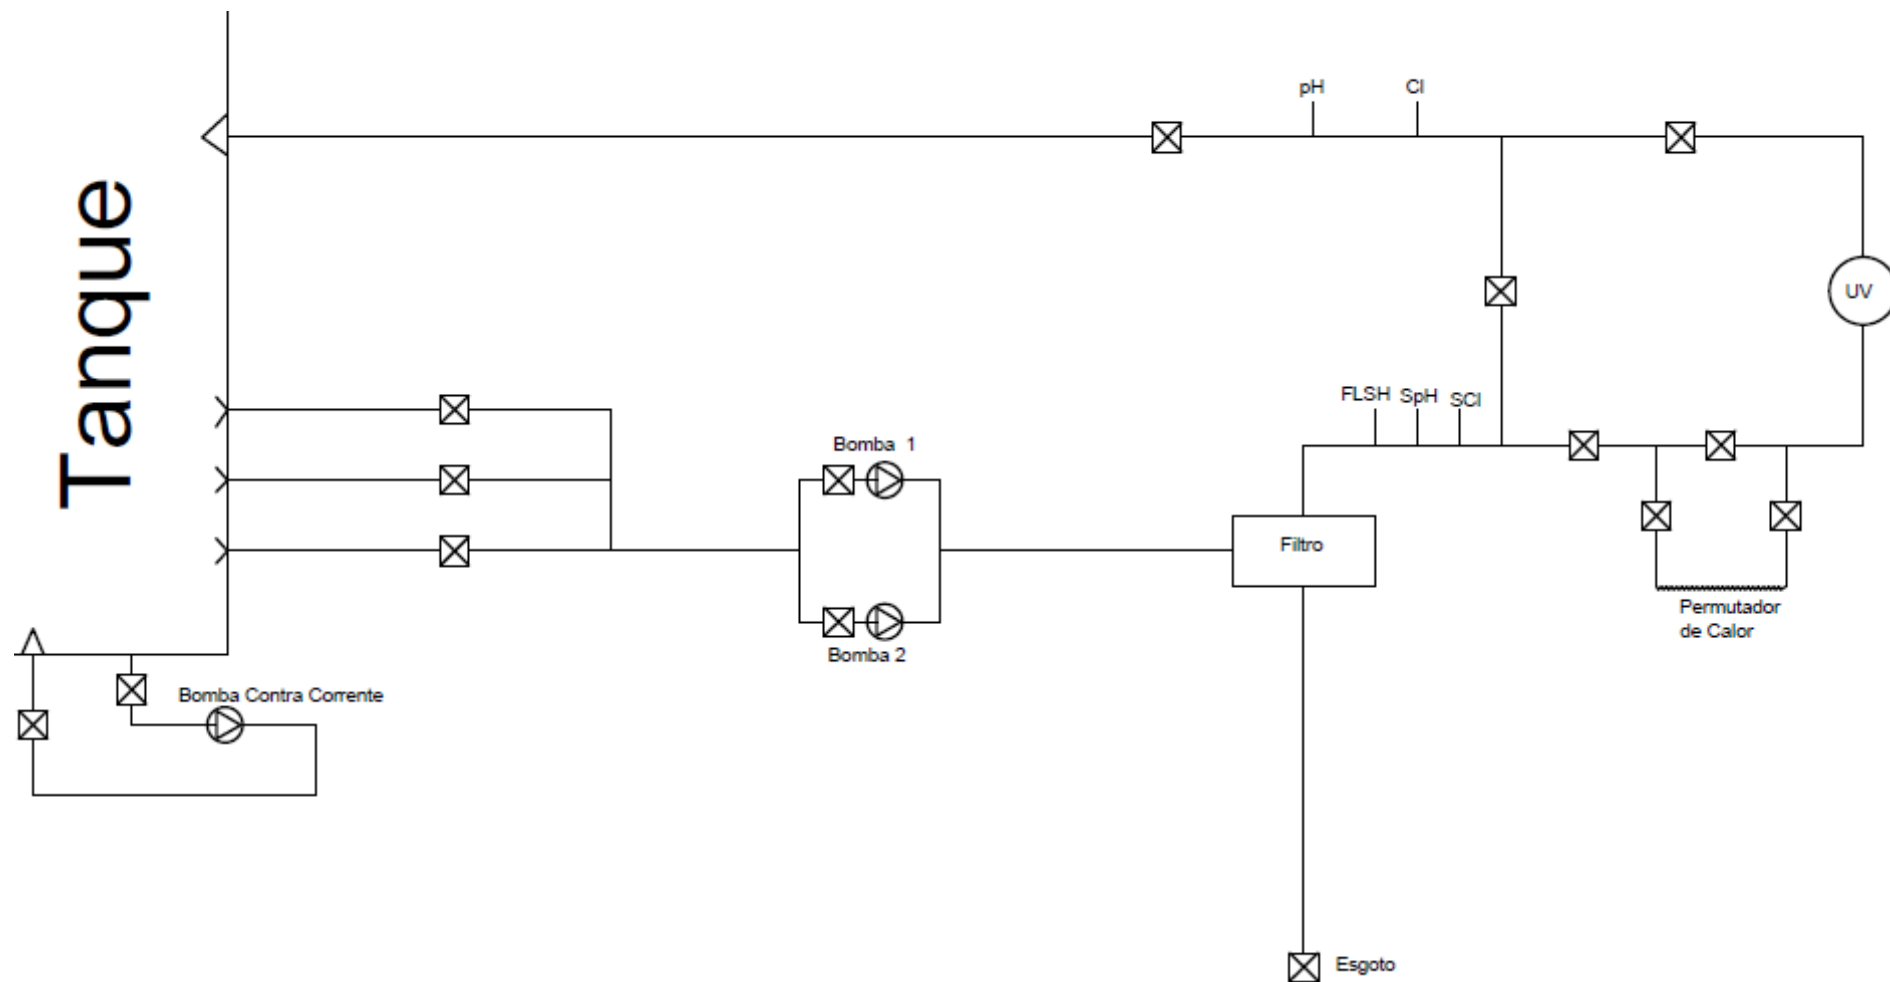 pH
Cl
Tanque
UV
FLSH
SpH
SCl
Bomba 1
Filtro
Permutador
de Calor
Bomba 2
Bomba Contra Corrente
Esgoto